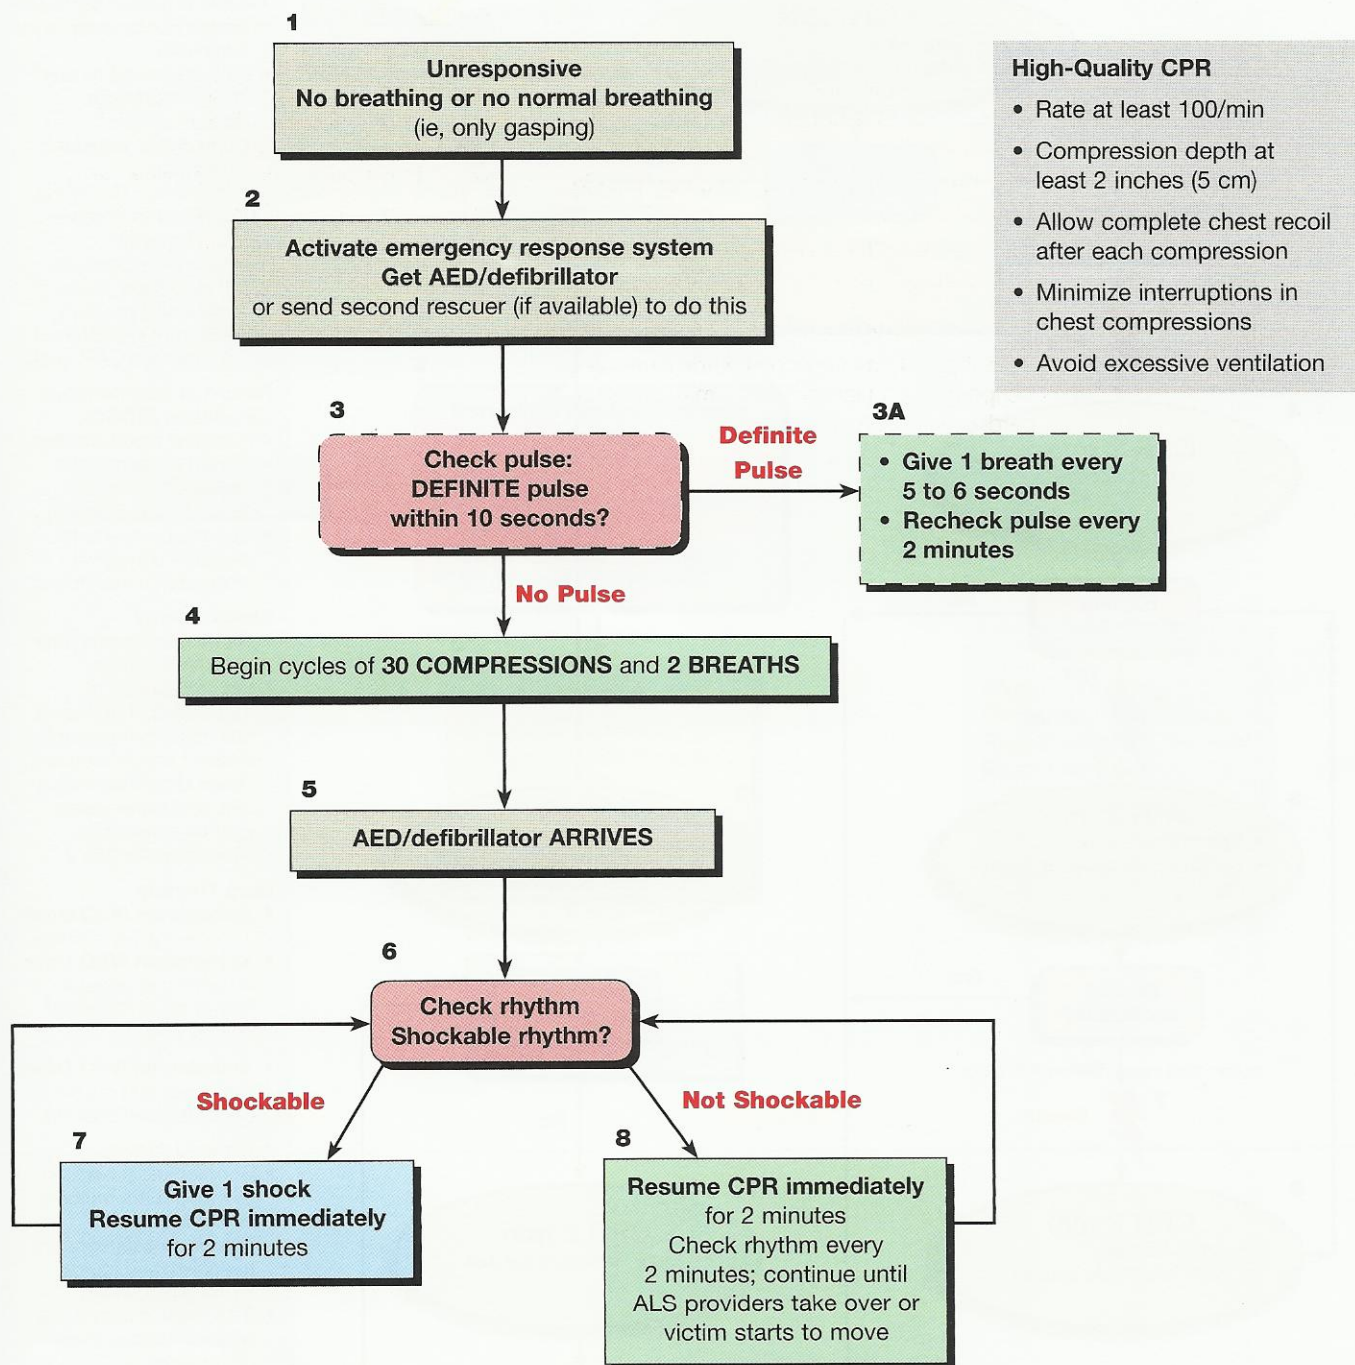 1
Unresponsive
No breathing or no normal breathing
(ie, only gasping)
High-Quality CPR
• Rate at least 100/min
• Compression depth at
least 2 inches (5 cm)
• Allow complete chest recoil
after each compression
• Minimize interruptions in
chest compressions
• Avoid excessive ventilation
2
Activate emergency response system
Get AED/defibrillator
or send second rescuer (if available) to do this
3
Check pulse:
DEFINITE pulse
within 10 seconds?
Definite
Pulse
3A
• Give 1 breath every
5 to 6 seconds
• Recheck pulse every
2 minutes
No Pulse
4
Begin cycles of 30 COMPRESSIONS and 2 BREATHS
5
AED/defibrillator ARRIVES
6
Check rhythm
Shockable rhythm?
Shockable
Not Shockable
7
Give 1 shock
Resume CPR immediately
for 2 minutes
8
Resume CPR immediately
for 2 minutes
Check rhythm every
2 minutes; continue until
ALS providers take over or
victim starts to move